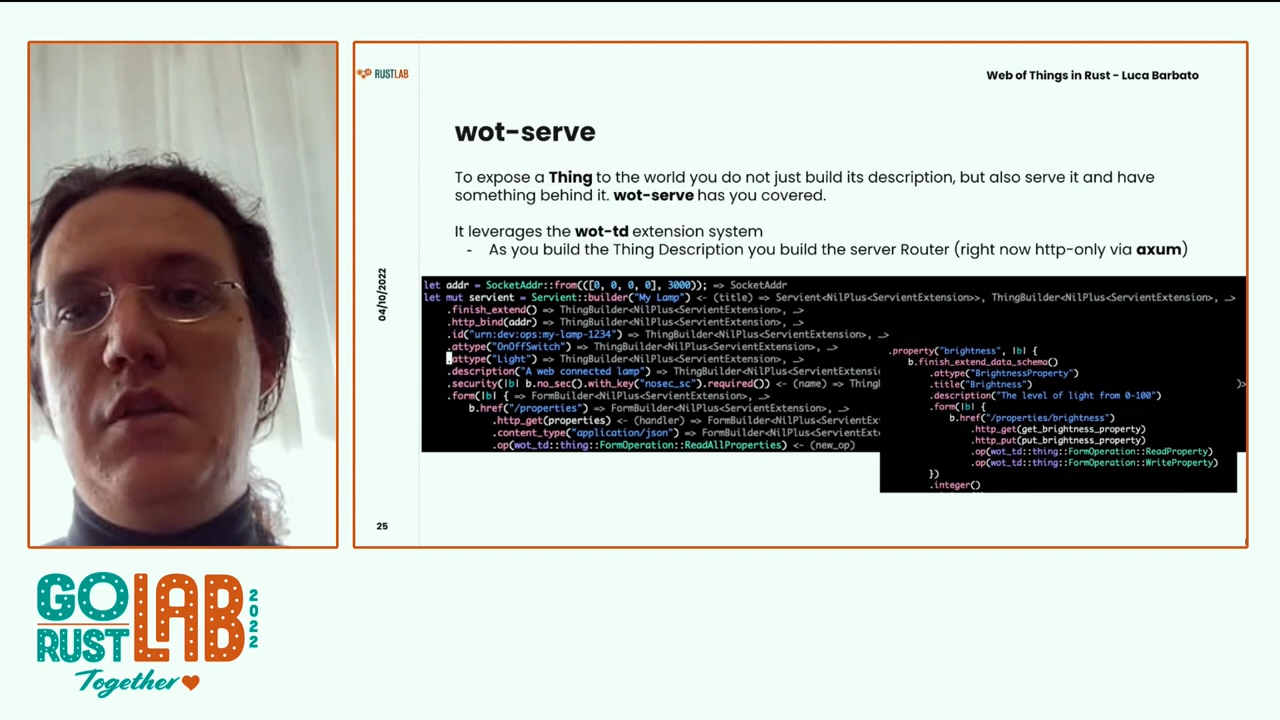 RUSTLAB
Web of Things in Rust - Luca Barbato
wot-serve
To expose a Thing to the world you do not just build its description, but also serve it and have
something behind it. wot-serve has you covered.
It leverages the wot-td extension system
- As you build the Thing Description you build the server Router (right now http-only via axum)
04/10/2022
let addr = SocketAddr::from(([0, 0, 0, 0], 3000)); => SocketAddr
let mut servient = Servient::builder("My Lamp") <- (title) => Servient<NilPlus<ServientExtension>>, ThingBuilder<NilPlus<ServientExtension>, …>
.finish_extend() => ThingBuilder<NilPlus<ServientExtension>, …>
.http_bind(addr) => ThingBuilder<NilPlus<ServientExtension>, …>
.id("urn:dev:ops:my-lamp-1234") => ThingBuilder<NilPlus<ServientExtension>, …>
.attype("OnOffSwitch") => ThingBuilder<NilPlus<ServientExtension>, …>
.attype("Light") => ThingBuilder<NilPlus<ServientExtension>, …>
.description("A web connected lamp") => ThingBuilder<NilPlus<ServientExtensi
.security(|b| b.no_sec().with_key("nosec_sc").required()) <- (name) => Thing
.form(|b| { => FormBuilder<NilPlus<ServientExtension>, …>
b.href("/properties") => FormBuilder<NilPlus<ServientExtension>, …>
.http_get(properties) <- (handler) => FormBuilder<NilPlus<ServientEx
.content_type("application/json") => FormBuilder<NilPlus<ServientExt
.op(wot_td::thing::FormOperation::ReadAllProperties) <- (new_op)
.property("brightness", |b| {
b.finish_extend_data_schema()
.attype("BrightnessProperty")
.title("Brightness")
.description("The level of light from 0-100")
.form(|b| {
b.href("/properties/brightness")
.http_get(get_brightness_property)
.http_put(put_brightness_property)
.op(wot_td::thing::FormOperation::ReadProperty)
.op(wot_td::thing::FormOperation::WriteProperty)
})
.integer()
25
GO
RUST
LAB
2022
Together